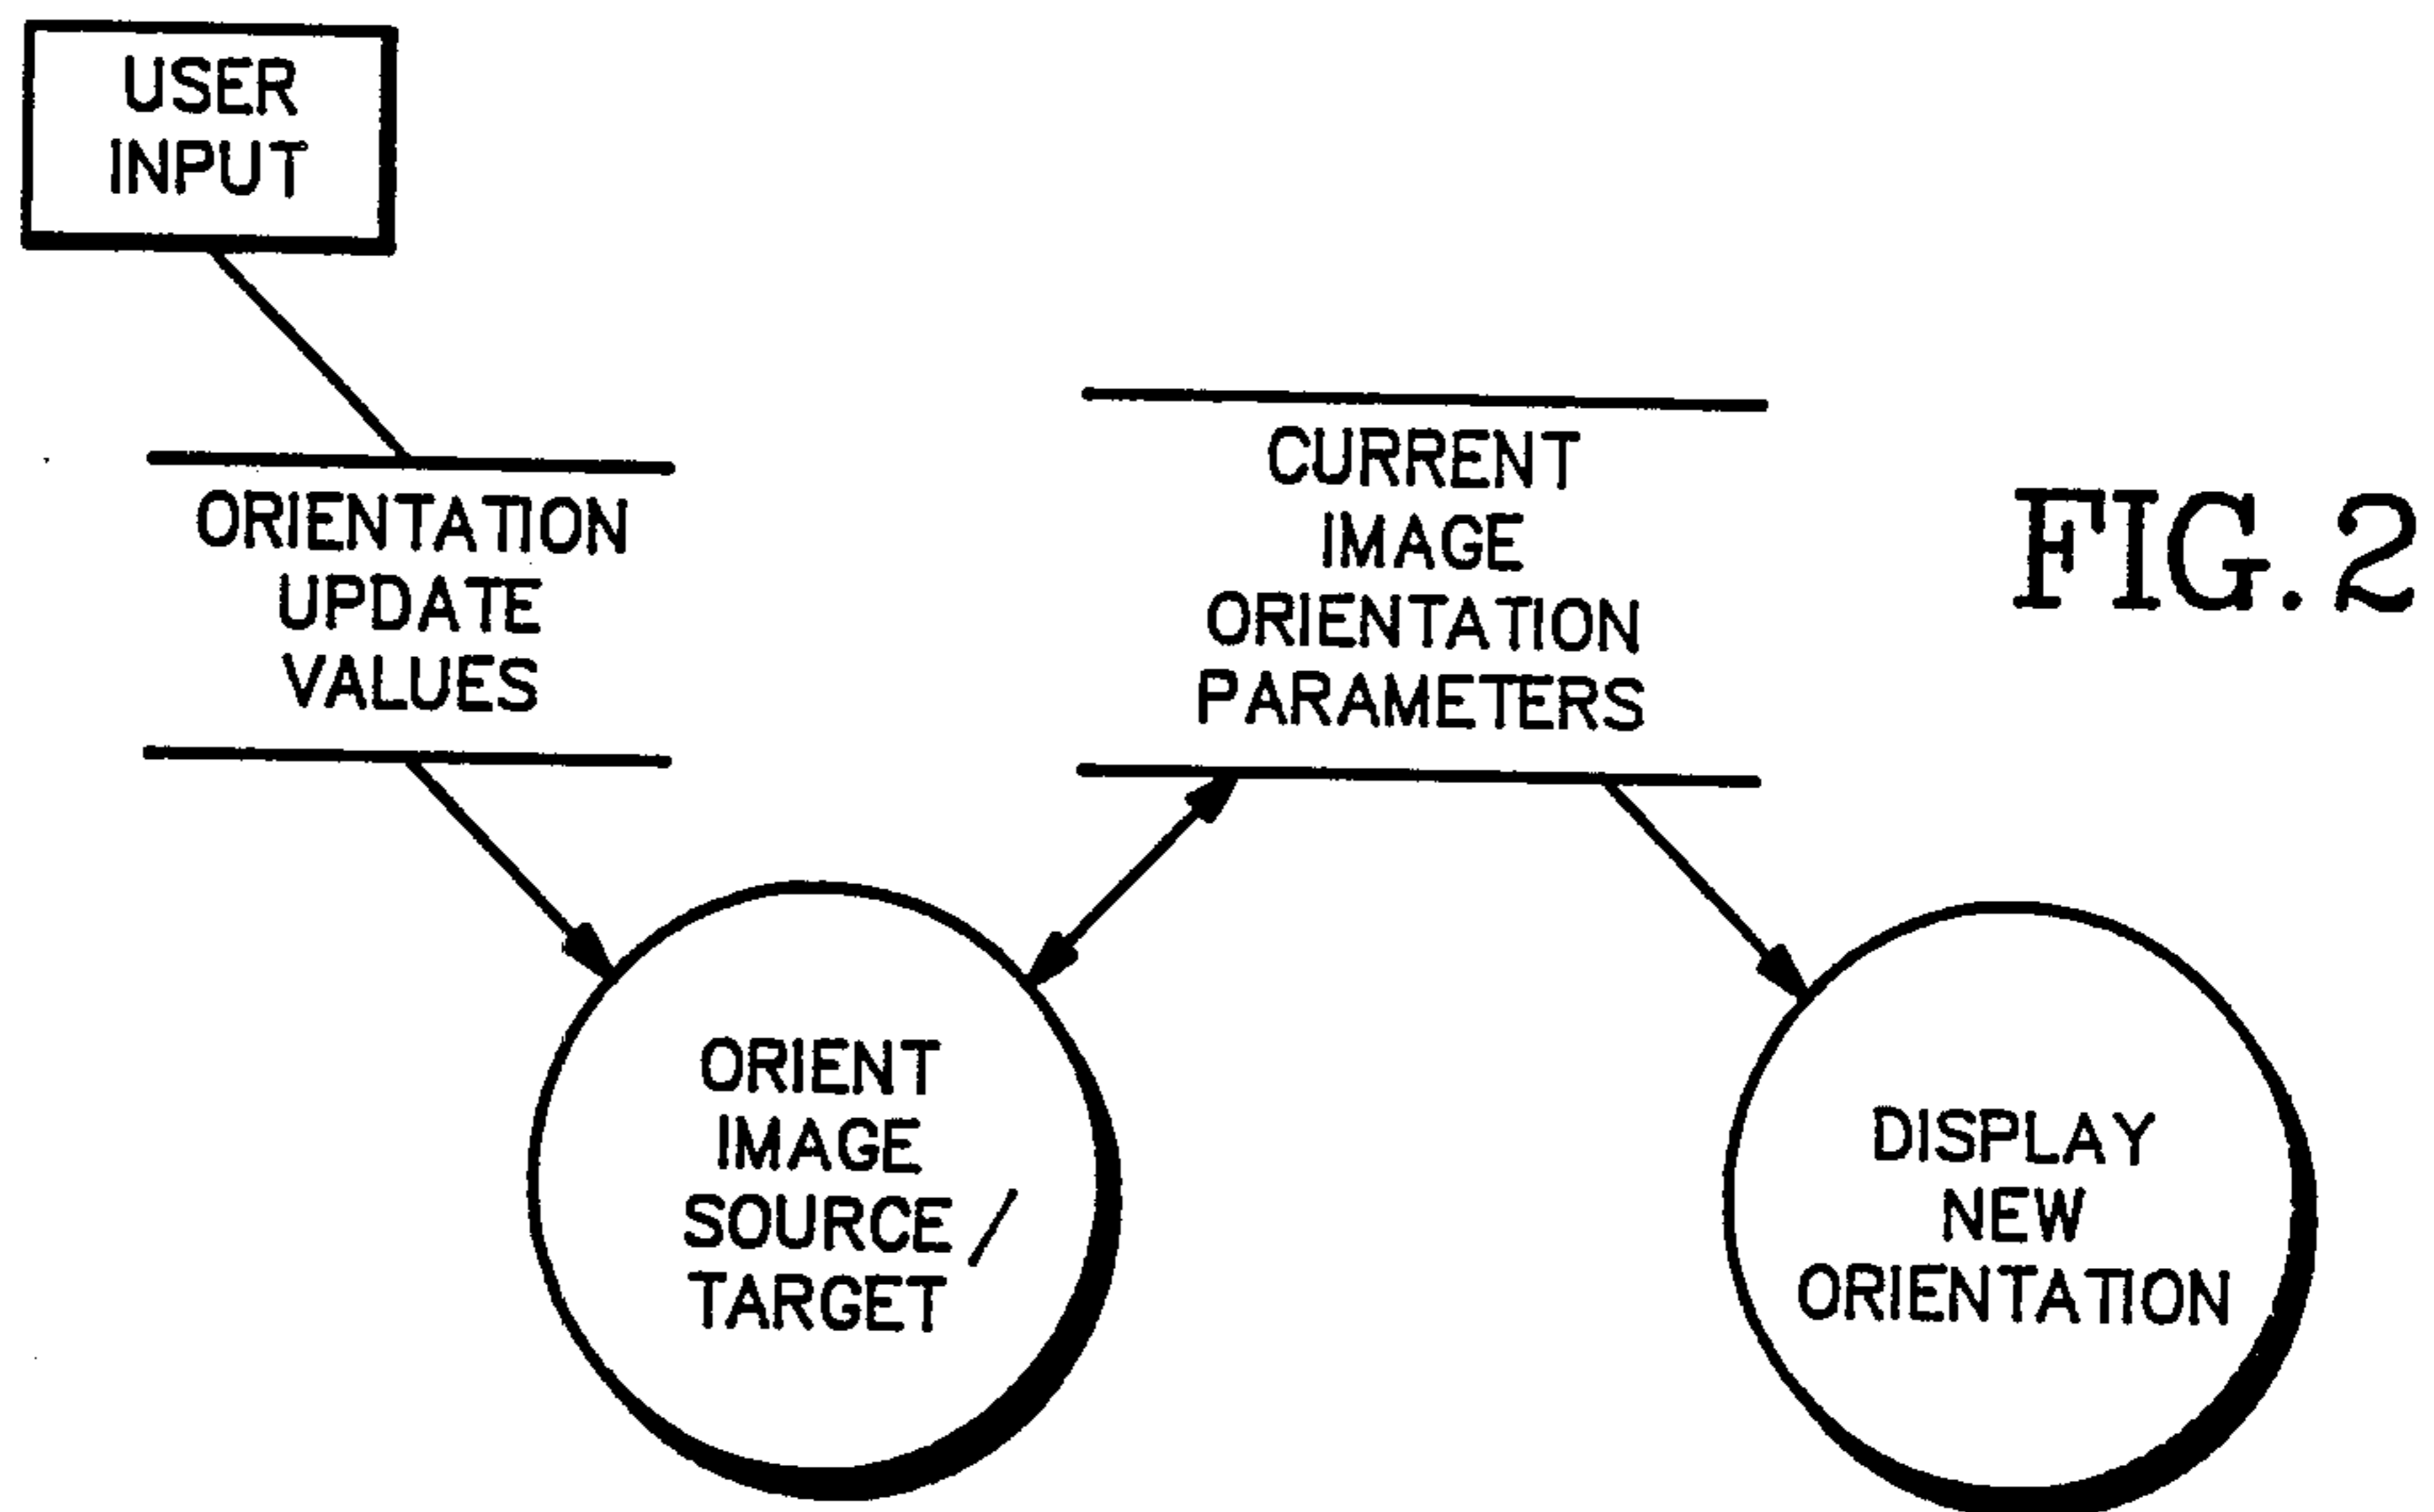 USER
INPUT
ORIENTATION
UPDATE
VALUES
CURRENT
IMAGE
ORIENTATION
PARAMETERS
FIG. 2
ORIENT
IMAGE
SOURCE /
TARGET
DISPLAY
NEW
ORIENTATION